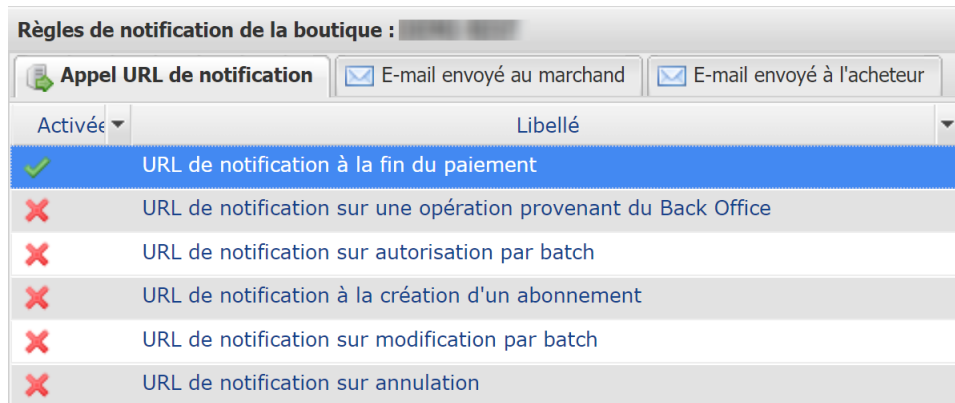 Règles de notification de la boutique :
Appel URL de notification E-mail envoyé au marchand E-mail envoyé à l'acheteur
Activée Libellé
URL de notification à la fin du paiement
URL de notification sur une opération provenant du Back Office
URL de notification sur autorisation par batch
URL de notification à la création d'un abonnement
URL de notification sur modification par batch
URL de notification sur annulation